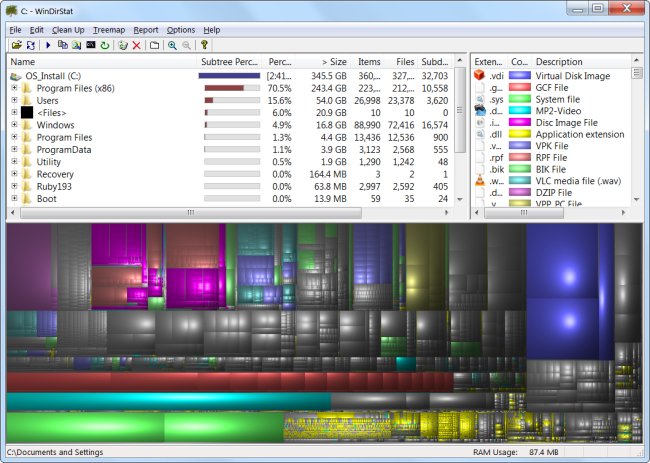 C: - WinDirStat
File Edit Clean Up Treemap Report Options Help
Name Subtree Perc... Perc... > Size Items Files Subd...
OS_Install (C:) [2:41... 345.5 GB 360,... 327,... 32,703
Program Files (x86) 70.5% 243.4 GB 223,... 212,... 10,558
Users 15.6% 54.0 GB 26,998 23,378 3,620
<Files> 6.0% 20.9 GB 10 10 0
Windows 4.9% 16.8 GB 88,990 72,416 16,574
Program Files 1.3% 4.4 GB 13,436 12,536 900
ProgramData 1.1% 3.9 GB 3,123 2,568 555
Utility 0.5% 1.9 GB 1,290 1,242 48
Recovery 0.0% 164.4 MB 3 2 1
Ruby193 0.0% 63.8 MB 2,997 2,592 405
Boot 0.0% 13.9 MB 59 35 24
Exten... Co... Description
.vdi Virtual Disk Image
.g... GCF File
.sys System file
.m... MP2-Video
.i... Disc Image File
.dll Application extension
.v... VPK File
.rpf RPF File
.bik BIK File
.w... VLC media file (.wav)
.d... DZIP File
.v... VPP_PC File
C:\Documents and Settings RAM Usage: 87.4 MB